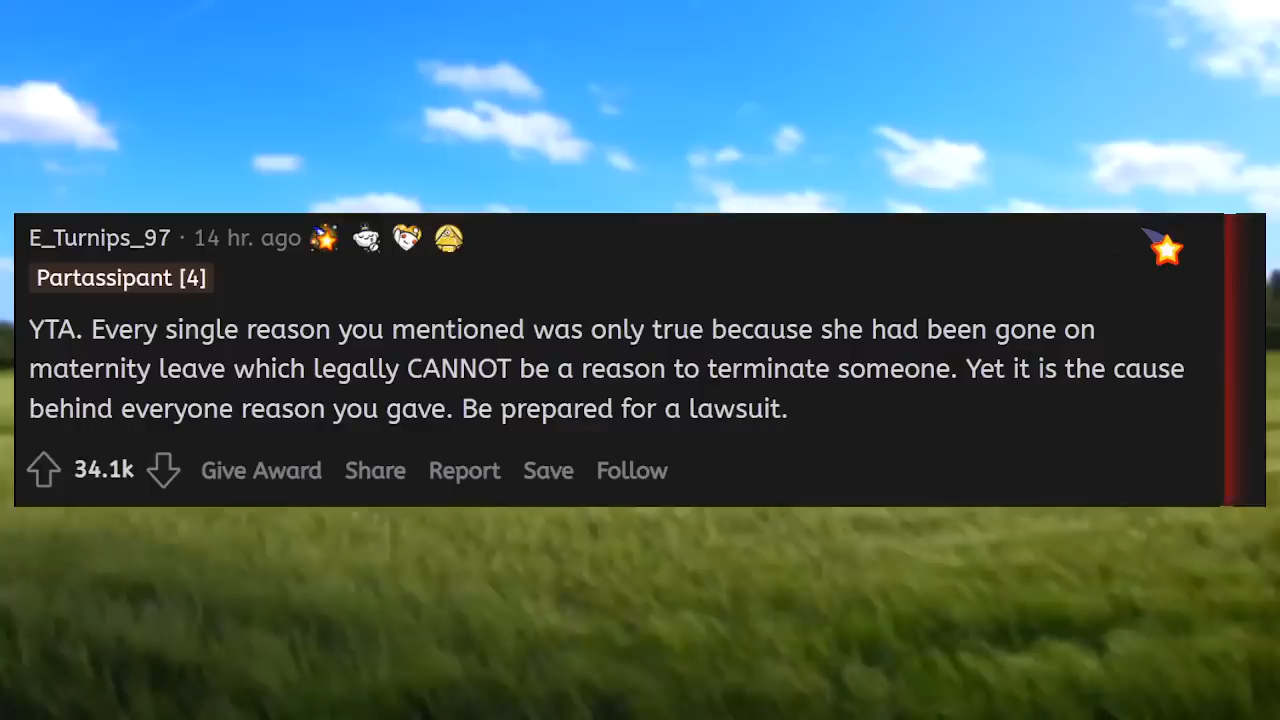 E_Turnips_97 · 14 hr. ago
Partassipant [4]
YTA. Every single reason you mentioned was only true because she had been gone on
maternity leave which legally CANNOT be a reason to terminate someone. Yet it is the cause
behind everyone reason you gave. Be prepared for a lawsuit.
34.1k Give Award Share Report Save Follow